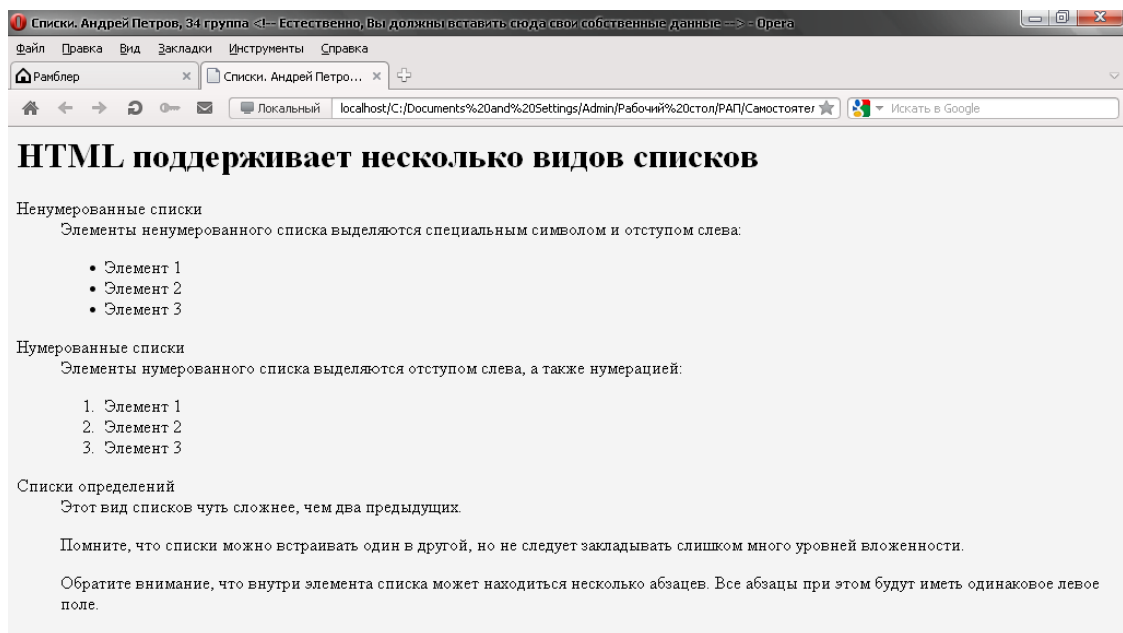 Списки. Андрей Петров, 34 группа <!-- Естественно, Вы должны вставить сюда свои собственные данные --> - Opera
Файл Правка Вид Закладки Инструменты Справка
Рамблер
Списки. Андрей Петро...
Локальный
localhost/C:/Documents%20and%20Settings/Admin/Рабочий%20стол/РАП/Самостоятел
Искать в Google
HTML поддерживает несколько видов списков
Ненумерованные списки
Элементы ненумерованного списка выделяются специальным символом и отступом слева:
• Элемент 1
• Элемент 2
• Элемент 3
Нумерованные списки
Элементы нумерованного списка выделяются отступом слева, а также нумерацией:
1. Элемент 1
2. Элемент 2
3. Элемент 3
Списки определений
Этот вид списков чуть сложнее, чем два предыдущих.
Помните, что списки можно встраивать один в другой, но не следует закладывать слишком много уровней вложенности.
Обратите внимание, что внутри элемента списка может находиться несколько абзацев. Все абзацы при этом будут иметь одинаковое левое
поле.